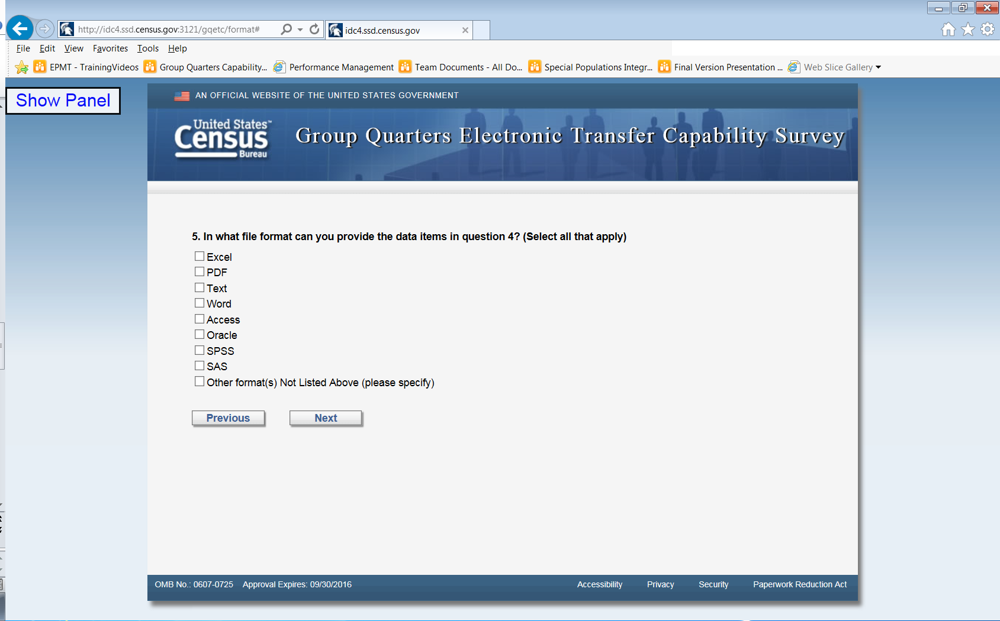 http://idc4.ssd.census.gov:3121/gqetc/format#
idc4.ssd.census.gov
File Edit View Favorites Tools Help
EPMT - TrainingVideos Group Quarters Capability... Performance Management Team Documents - All Do... Special Populations Integr... Final Version Presentation ... Web Slice Gallery
Show Panel
AN OFFICIAL WEBSITE OF THE UNITED STATES GOVERNMENT
United States™
Census
Bureau
Group Quarters Electronic Transfer Capability Survey
5. In what file format can you provide the data items in question 4? (Select all that apply)
Excel
PDF
Text
Word
Access
Oracle
SPSS
SAS
Other format(s) Not Listed Above (please specify)
Previous Next
OMB No.: 0607-0725 Approval Expires: 09/30/2016 Accessibility Privacy Security Paperwork Reduction Act